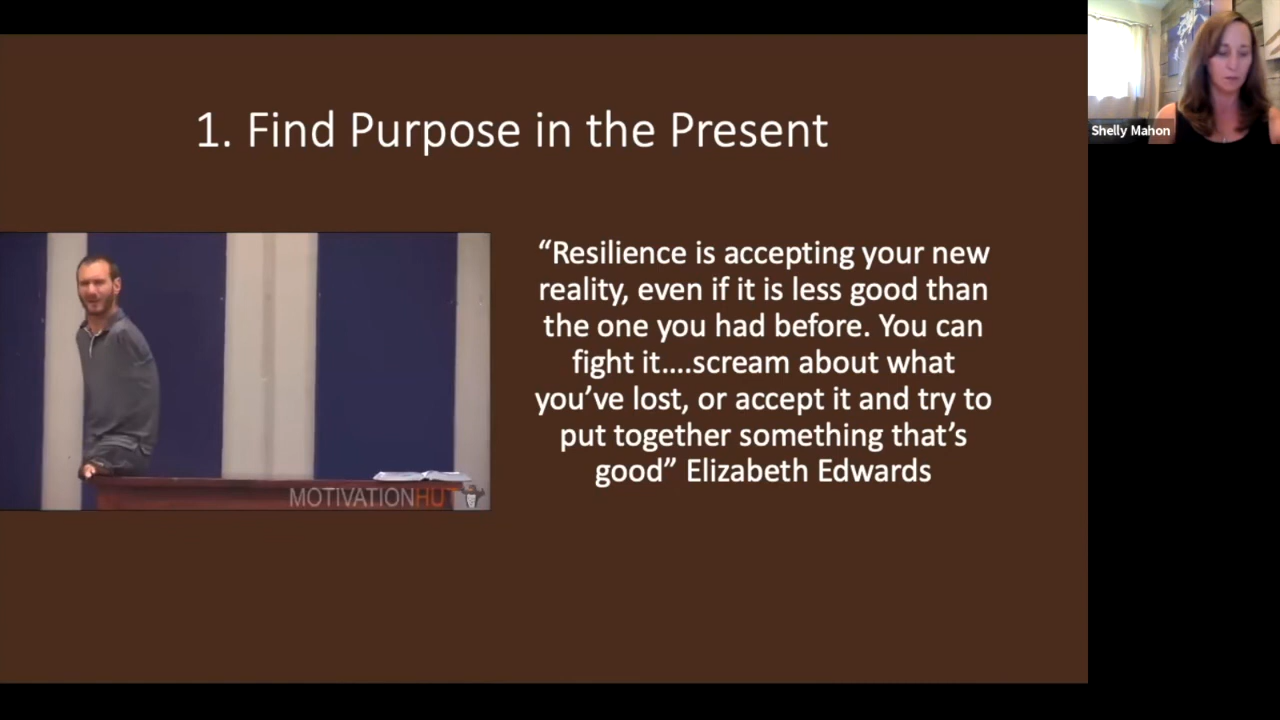 1. Find Purpose in the Present
“Resilience is accepting your new
reality, even if it is less good than
the one you had before. You can
fight it....scream about what
you’ve lost, or accept it and try to
put together something that’s
good” Elizabeth Edwards
MOTIVATIONHUT
Shelly Mahon